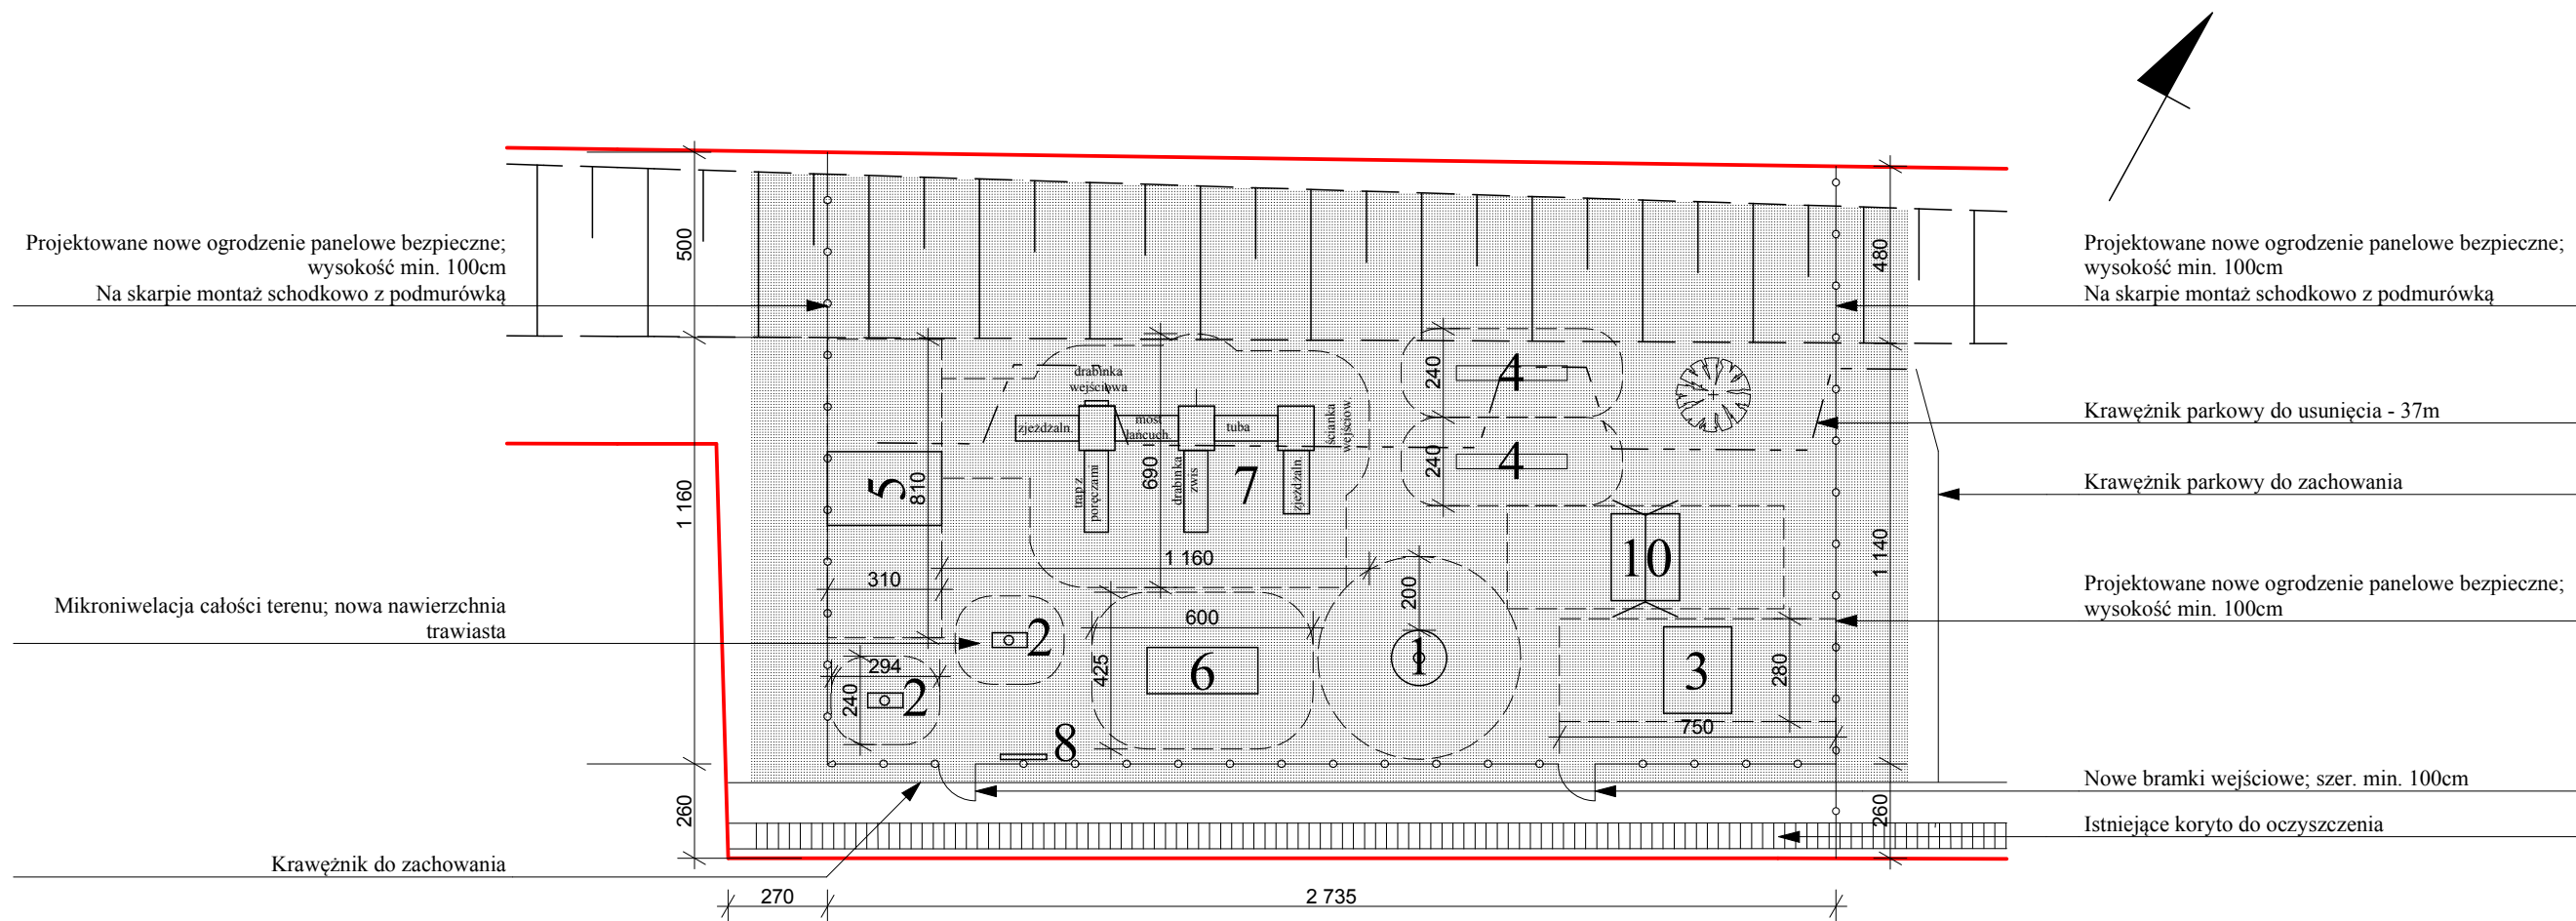 Projektowane nowe ogrodzenie panelowe bezpieczne;
wysokość min. 100cm
Na skarpie montaż schodkowo z podmurówką
Mikroniwelacja całości terenu; nowa nawierzchnia
trawiasta
Krawężnik do zachowania
500
1 160
260
270
2 735
drabinka
wejściowa
zjeżdżaln.
most
łańcuch.
tuba
ścianka
wejściow.
trap z
poręczami
690
drabinka
zwis
7
zjeżdżaln.
5
810
310
1 160
240
4
240
4
10
200
2
294
240
2
600
425
6
1
3
280
750
8
480
1 140
260
Projektowane nowe ogrodzenie panelowe bezpieczne;
wysokość min. 100cm
Na skarpie montaż schodkowo z podmurówką
Krawężnik parkowy do usunięcia - 37m
Krawężnik parkowy do zachowania
Projektowane nowe ogrodzenie panelowe bezpieczne;
wysokość min. 100cm
Nowe bramki wejściowe; szer. min. 100cm
Istniejące koryto do oczyszczenia